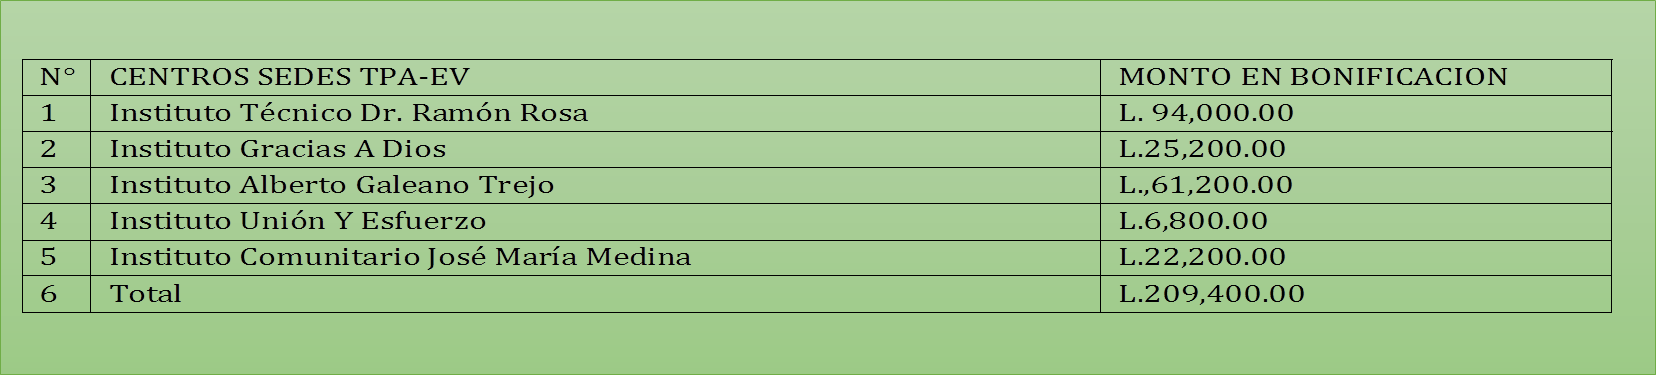 N° CENTROS SEDES TPA-EV MONTO EN BONIFICACION
1 Instituto Técnico Dr. Ramón Rosa L. 94,000.00
2 Instituto Gracias A Dios L.25,200.00
3 Instituto Alberto Galeano Trejo L.,61,200.00
4 Instituto Unión Y Esfuerzo L.6,800.00
5 Instituto Comunitario José María Medina L.22,200.00
6 Total L.209,400.00